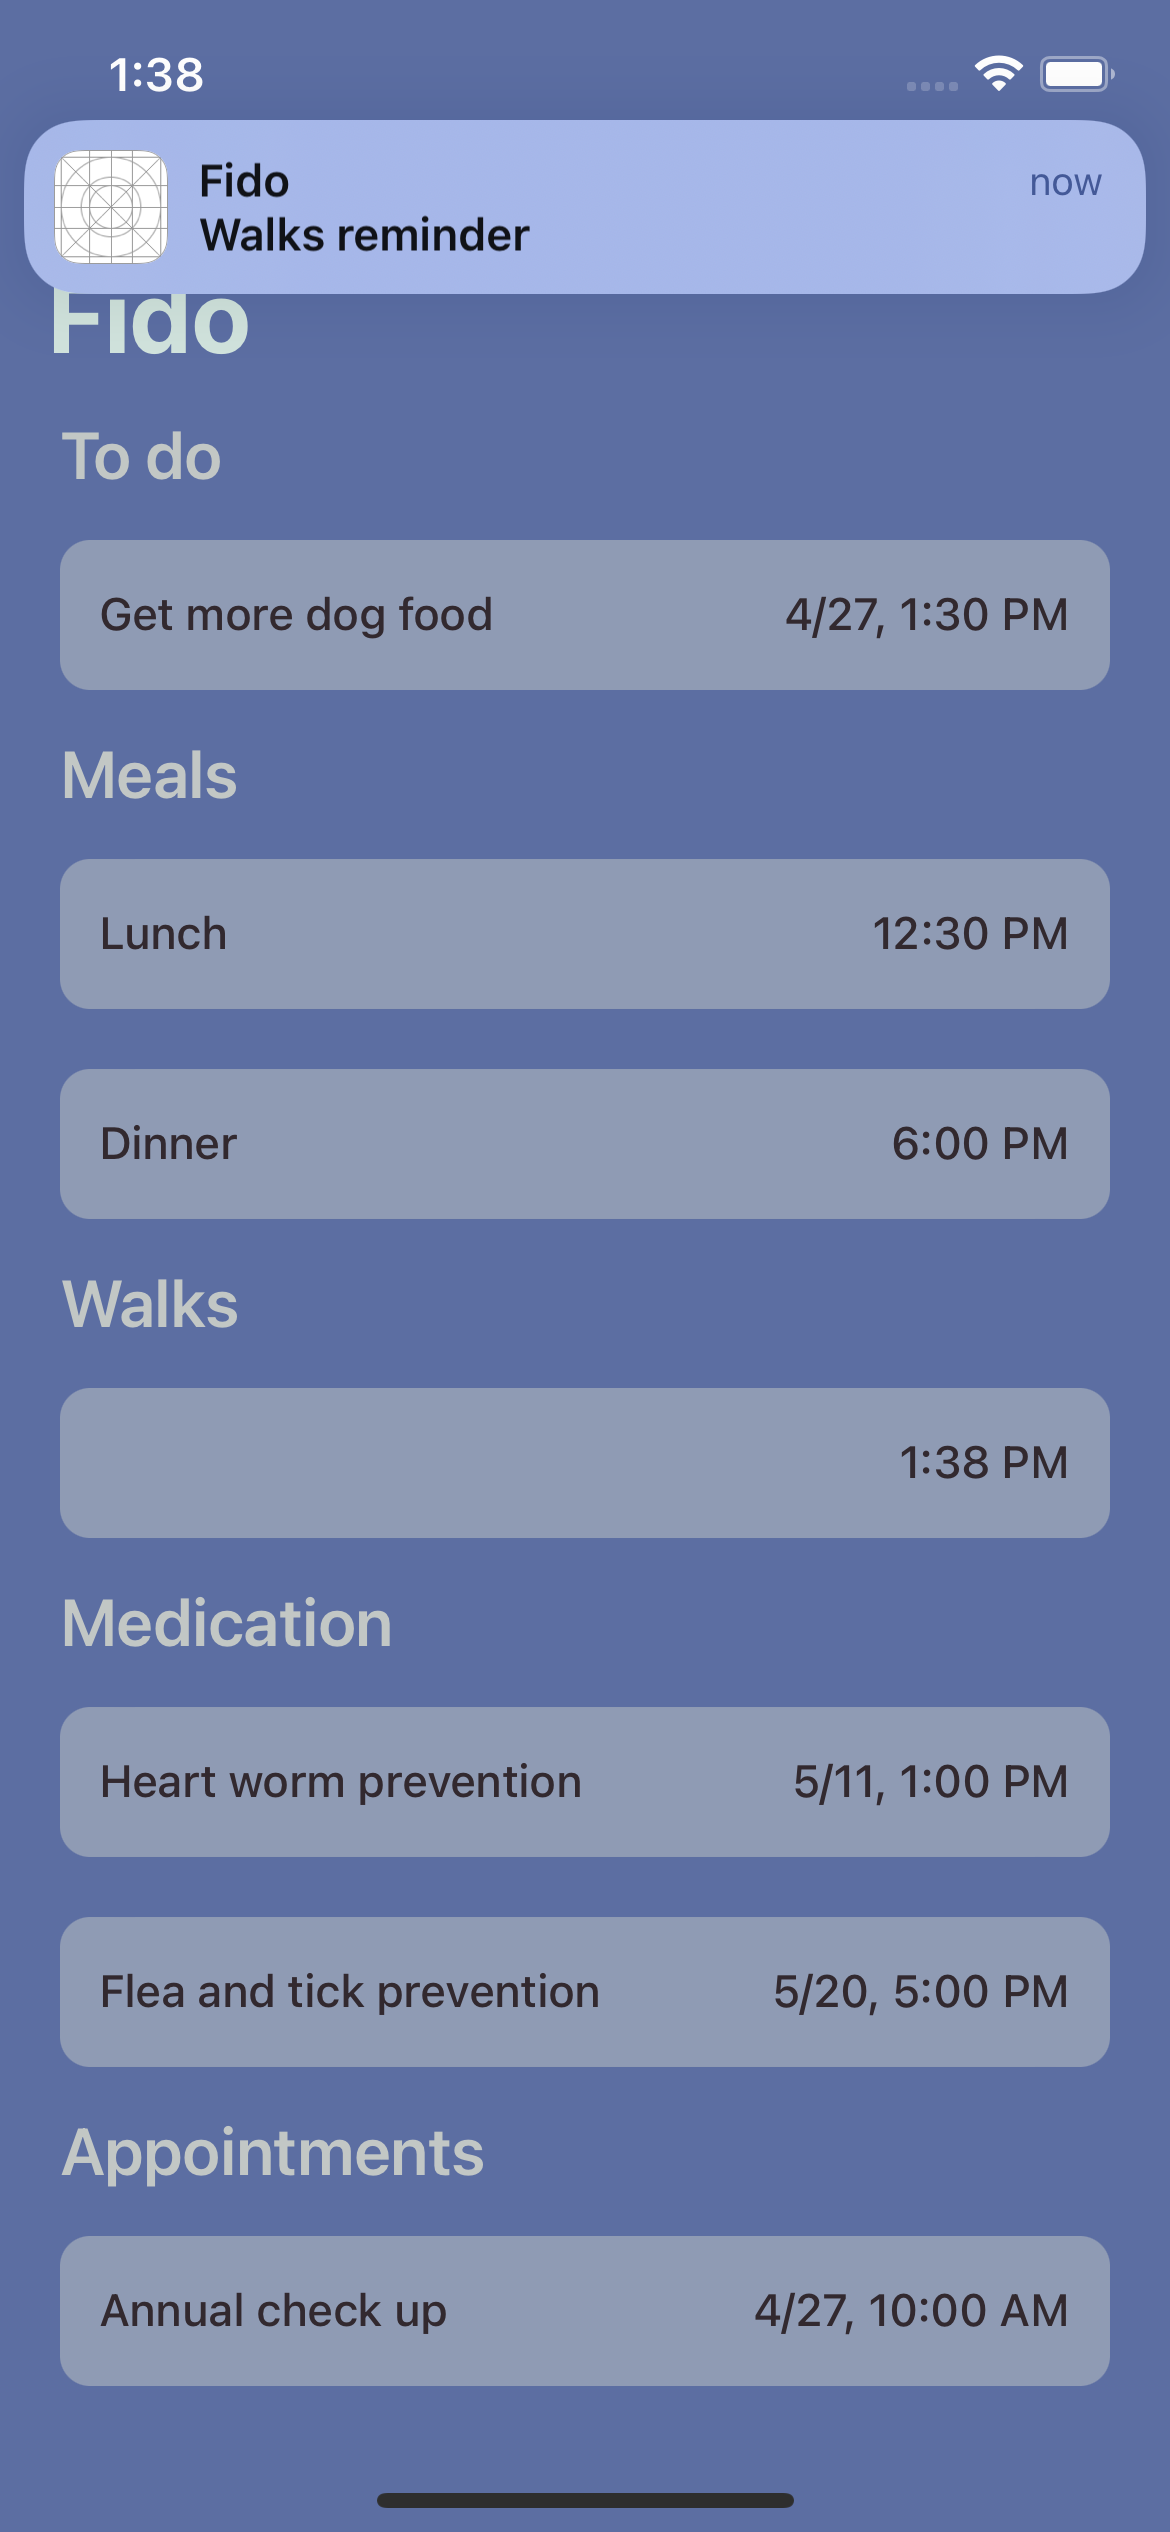 1:38
Fido
now
Walks reminder
Fido
To do
Get more dog food 4/27, 1:30 PM
Meals
Lunch 12:30 PM
Dinner 6:00 PM
Walks
1:38 PM
Medication
Heart worm prevention 5/11, 1:00 PM
Flea and tick prevention 5/20, 5:00 PM
Appointments
Annual check up 4/27, 10:00 AM